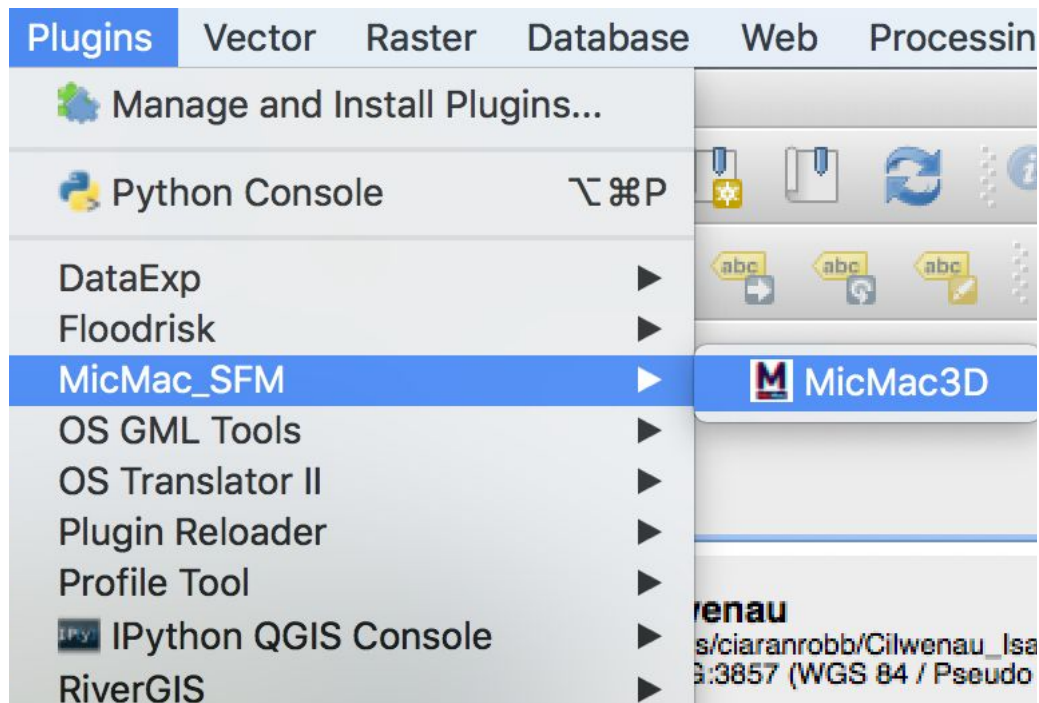 Plugins Vector Raster Database Web Processin
Manage and Install Plugins...
Python Console ⌥⌘P
DataExp
Floodrisk
MicMac_SFM
MicMac3D
OS GML Tools
OS Translator II
Plugin Reloader
Profile Tool
IPython QGIS Console
RiverGIS
abc abc abc
wenau
s/ciaranrobb/Cilwenau_Isa
:3857 (WGS 84 / Pseudo